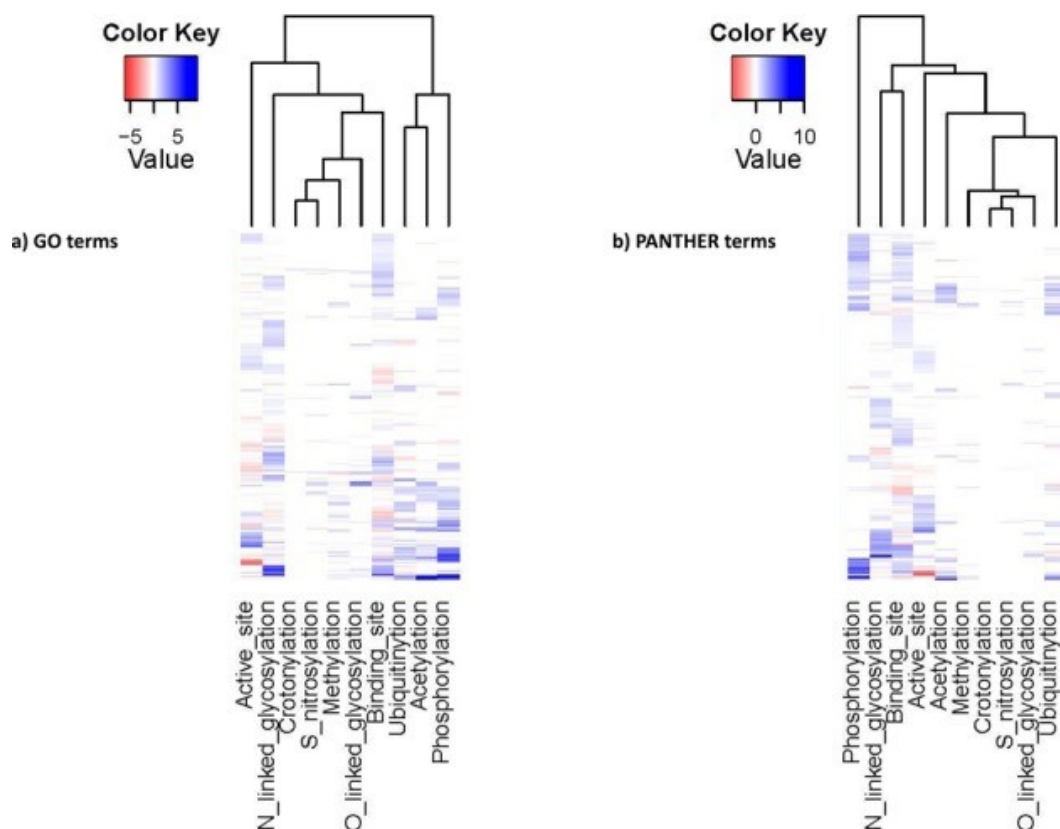 Color Key
−5 5
Value
a) GO terms
Active_site
N_linked_glycosylation
Crotonylation
S_nitrosylation
Methylation
O_linked_glycosylation
Binding_site
Ubiquitinytion
Acetylation
Phosphorylation
Color Key
0 10
Value
b) PANTHER terms
Phosphorylation
N_linked_glycosylation
Binding_site
Active_site
Acetylation
Methylation
Crotonylation
S_nitrosylation
O_linked_glycosylation
Ubiquitinytion